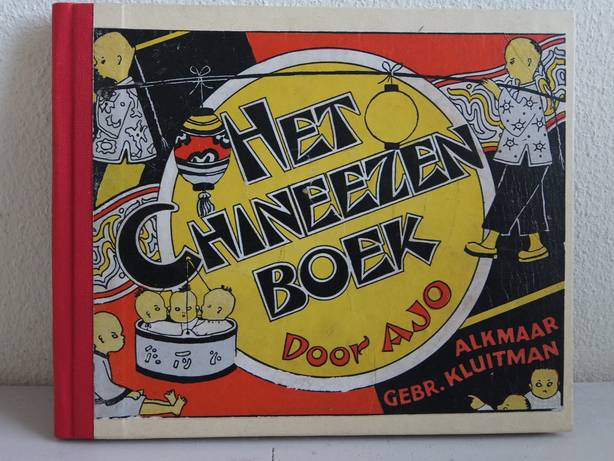 HET
CHINEEZEN
BOEK
DOOR AJO
ALKMAAR
GEBR. KLUITMAN